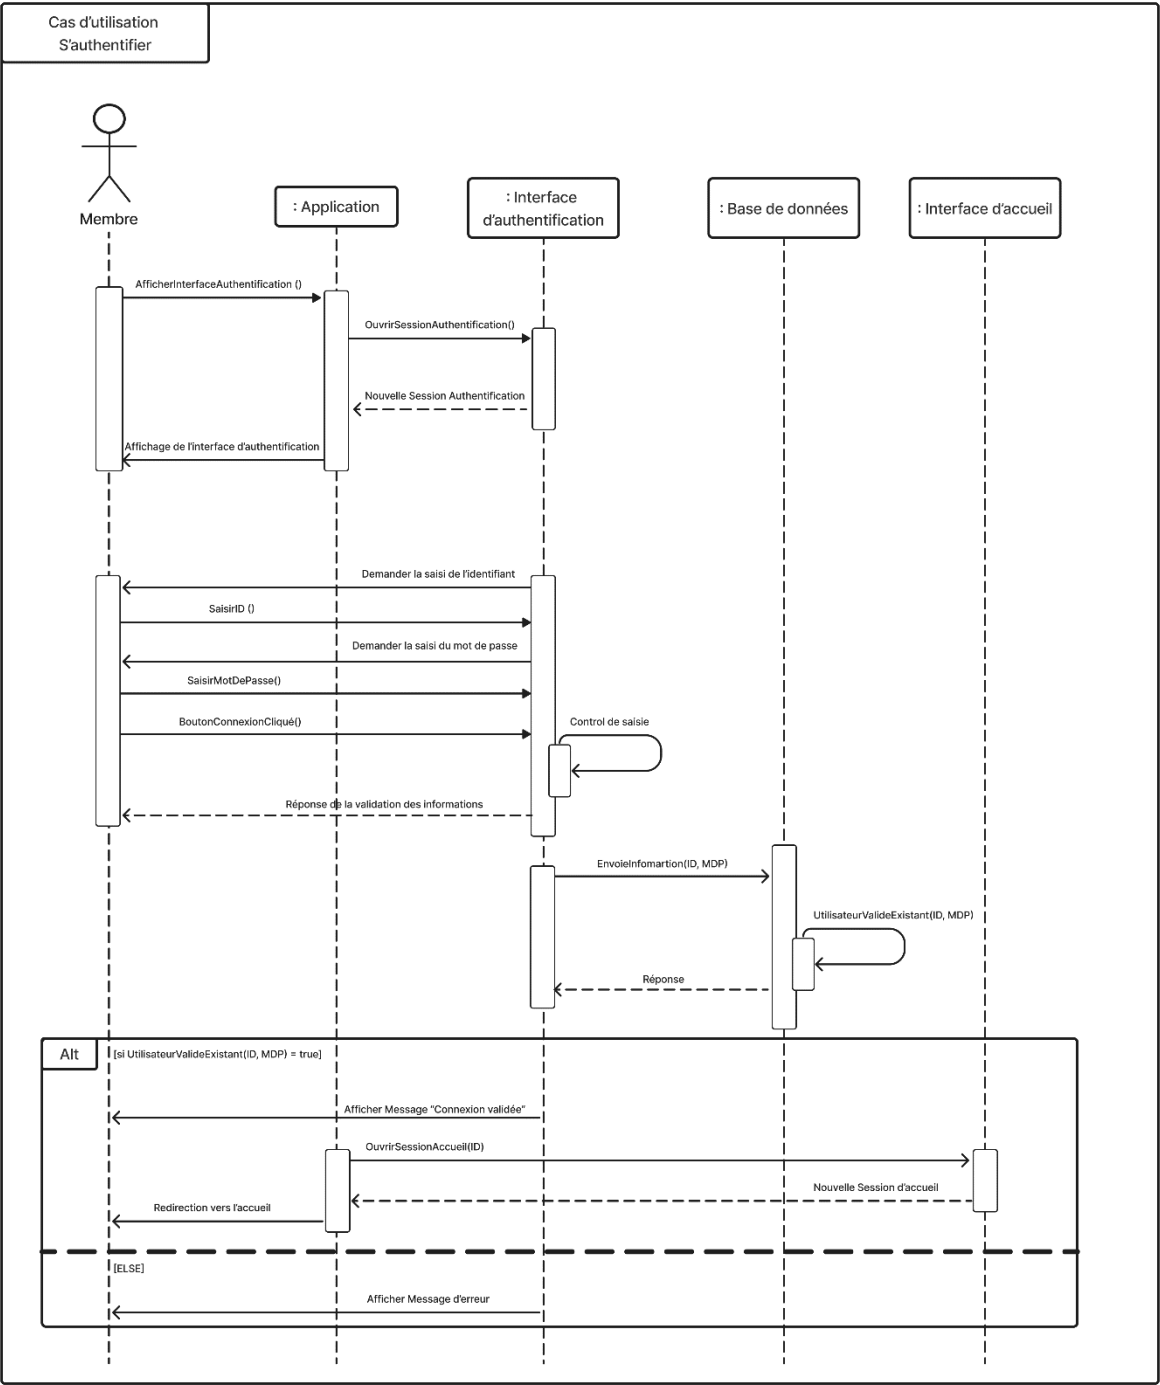 Cas d'utilisation
S'authentifier
Membre
: Application
: Interface
d'authentification
: Base de données
: Interface d'accueil
AfficherInterfaceAuthentification ()
OuvrirSessionAuthentification()
Nouvelle Session Authentification
Affichage de l'interface d'authentification
Demander la saisi de l'identifiant
SaisirID ()
Demander la saisi du mot de passe
SaisirMotDePasse()
BoutonConnexionCliqué()
Control de saisie
Réponse de la validation des informations
EnvoieInfomartion(ID, MDP)
UtilisateurValideExistant(ID, MDP)
Réponse
Alt
[si UtilisateurValideExistant(ID, MDP) = true]
Afficher Message "Connexion validée"
OuvrirSessionAccueil(ID)
Nouvelle Session d'accueil
Redirection vers l'accueil
[ELSE]
Afficher Message d'erreur